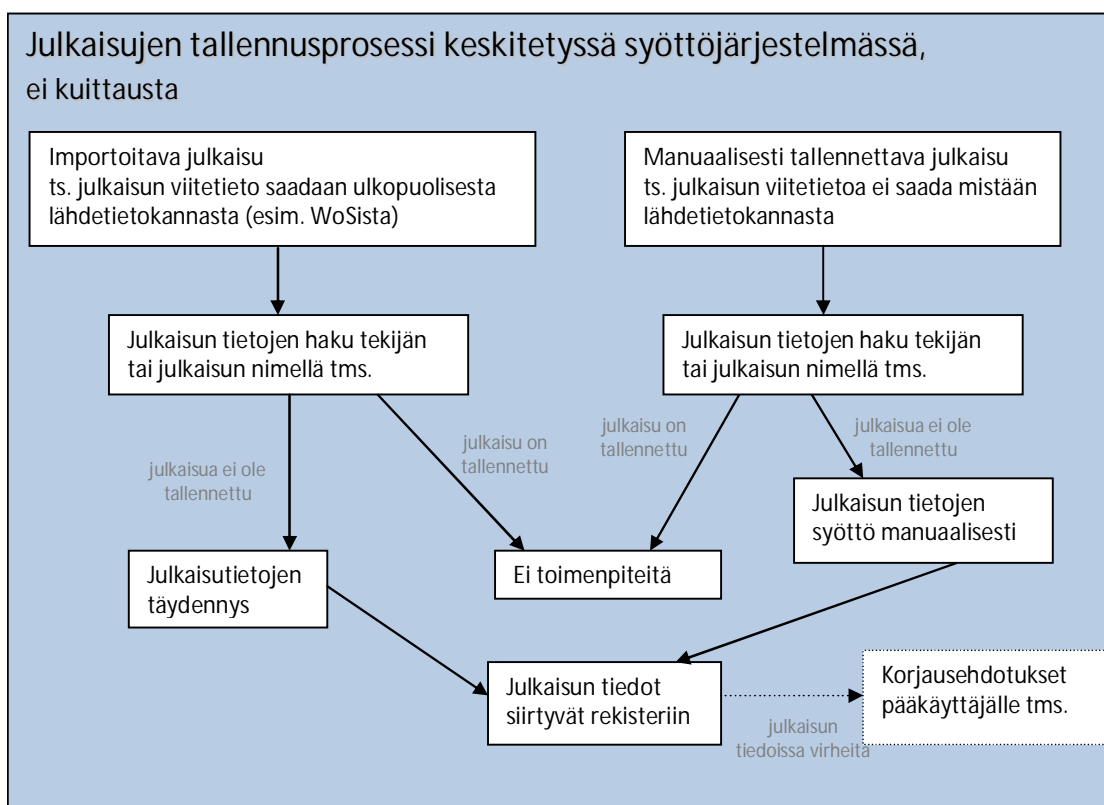 Julkaisujen tallennusprosessi keskitetyssä syöttöjärjestelmässä,
ei kuittausta
Importoitava julkaisu
ts. julkaisun viitetieto saadaan ulkopuolisesta
lähdetietokannasta (esim. WoSista)
Manuaalisesti tallennettava julkaisu
ts. julkaisun viitetietoa ei saada mistään
lähdetietokannasta
Julkaisun tietojen haku tekijän
tai julkaisun nimellä tms.
Julkaisun tietojen haku tekijän
tai julkaisun nimellä tms.
julkaisua ei ole
tallennettu
julkaisu on
tallennettu
julkaisu on
tallennettu
julkaisua ei ole
tallennettu
Julkaisun tietojen
syöttö manuaalisesti
Julkaisutietojen
täydennys
Ei toimenpiteitä
Julkaisun tiedot
siirtyvät rekisteriin
julkaisun
tiedoissa virheitä
Korjausehdotukset
pääkäyttäjälle tms.